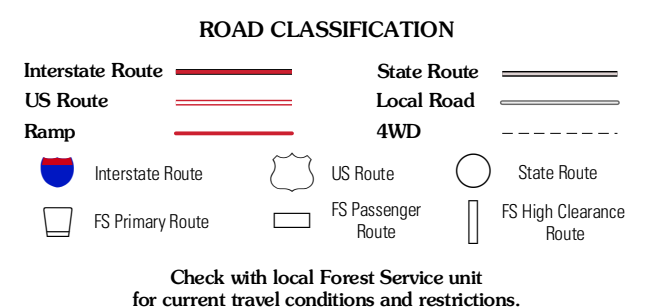 ROAD CLASSIFICATION
Interstate Route
State Route
US Route
Local Road
Ramp
4WD
Interstate Route
US Route
State Route
FS Primary Route
FS Passenger
Route
FS High Clearance
Route
Check with local Forest Service unit
for current travel conditions and restrictions.